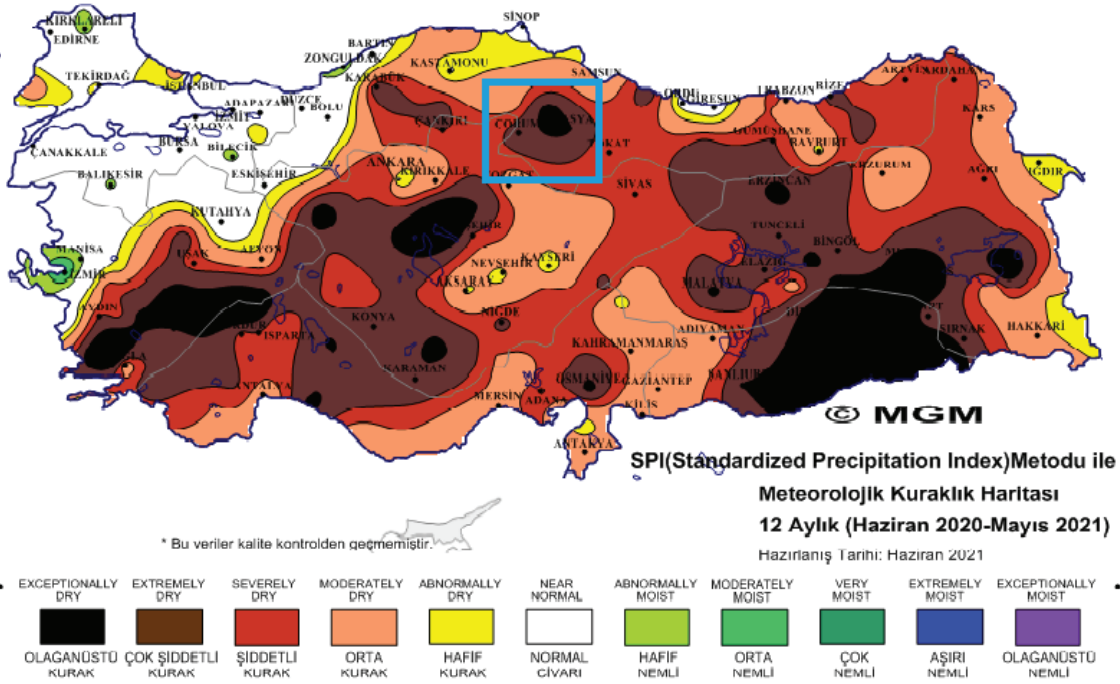 SİNOP
KIRKLARELİ
EDİRNE
BARTIN
ZONGULDAK
KASTAMONU
KARABÜK
SAMSUN
TEKİRDAĞ
İSTANBUL
ARTVİN
ARDAHAN
ORDU
GİRESUN
TRABZON
RİZE
ADAPAZARI
DÜZCE
BOLU
İZMİT
YALOVA
ÇANKIRI
ÇORUM
KARS
GÜMÜŞHANE
BAYBURT
ÇANAKKALE
BURSA
BİLECİK
TOKAT
ANKARA
KIRIKKALE
ERZURUM
IĞDIR
BALIKESİR
ESKİŞEHİR
SİVAS
ERZİNCAN
AĞRI
KUTAHYA
TUNCELİ
MANİSA
UŞAK
AFYON
BİNGÖL
İZMİR
NEVŞEHİR
KAYSERİ
ELAZIĞ
AKSARAY
MALATYA
AYDIN
KONYA
NİĞDE
ISPARTA
ADIYAMAN
ŞIRNAK
HAKKARİ
KAHRAMANMARAŞ
KARAMAN
OSMANİYE
GAZİANTEP
ANTALYA
MERSİN
ADANA
KİLİS
ANTAKYA
© MGM
SPI(Standardized Precipitation Index)Metodu ile
Meteorolojik Kuraklık Haritası
12 Aylık (Haziran 2020-Mayıs 2021)
Hazırlanış Tarihi: Haziran 2021
* Bu veriler kalite kontrolden geçmemiştir.
EXCEPTIONALLY DRY
EXTREMELY DRY
SEVERELY DRY
MODERATELY DRY
ABNORMALLY DRY
NEAR NORMAL
ABNORMALLY MOIST
MODERATELY MOIST
VERY MOIST
EXTREMELY MOIST
EXCEPTIONALLY MOIST
OLAGANÜSTÜ KURAK
ÇOK ŞİDDETLİ KURAK
ŞİDDETLİ KURAK
ORTA KURAK
HAFİF KURAK
NORMAL CİVARI
HAFİF NEMLİ
ORTA NEMLİ
ÇOK NEMLİ
AŞIRI NEMLİ
OLAGANÜSTÜ NEMLİ